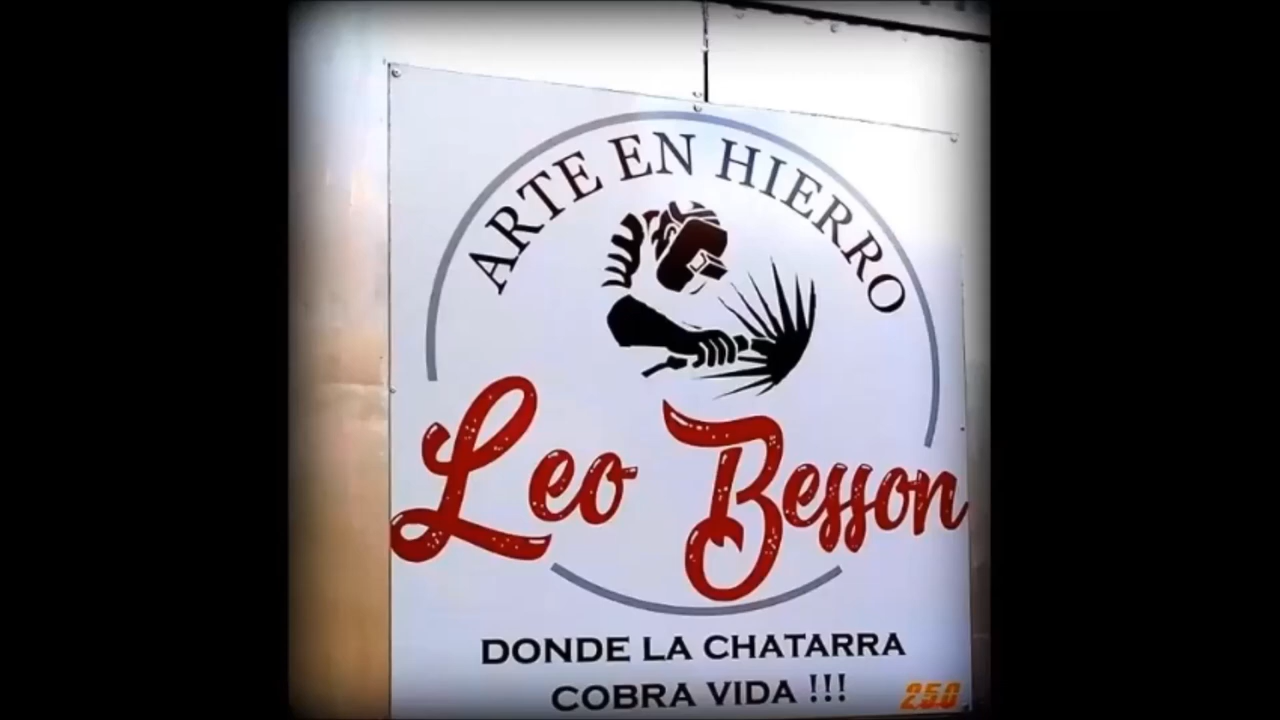 ARTE EN HIERRO
Leo Besson
DONDE LA CHATARRA
COBRA VIDA !!!
250